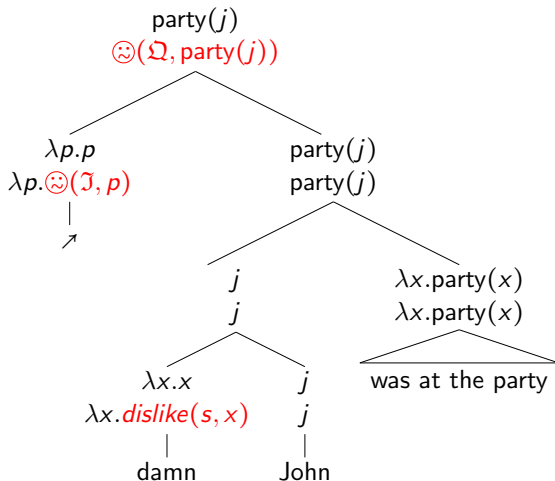 party(j)
☹(𝔔, party(j))
λp.p
λp.☹(ℑ, p)
↗
party(j)
party(j)
j
j
λx.party(x)
λx.party(x)
λx.x
λx.dislike(s, x)
j
j
was at the party
damn
John